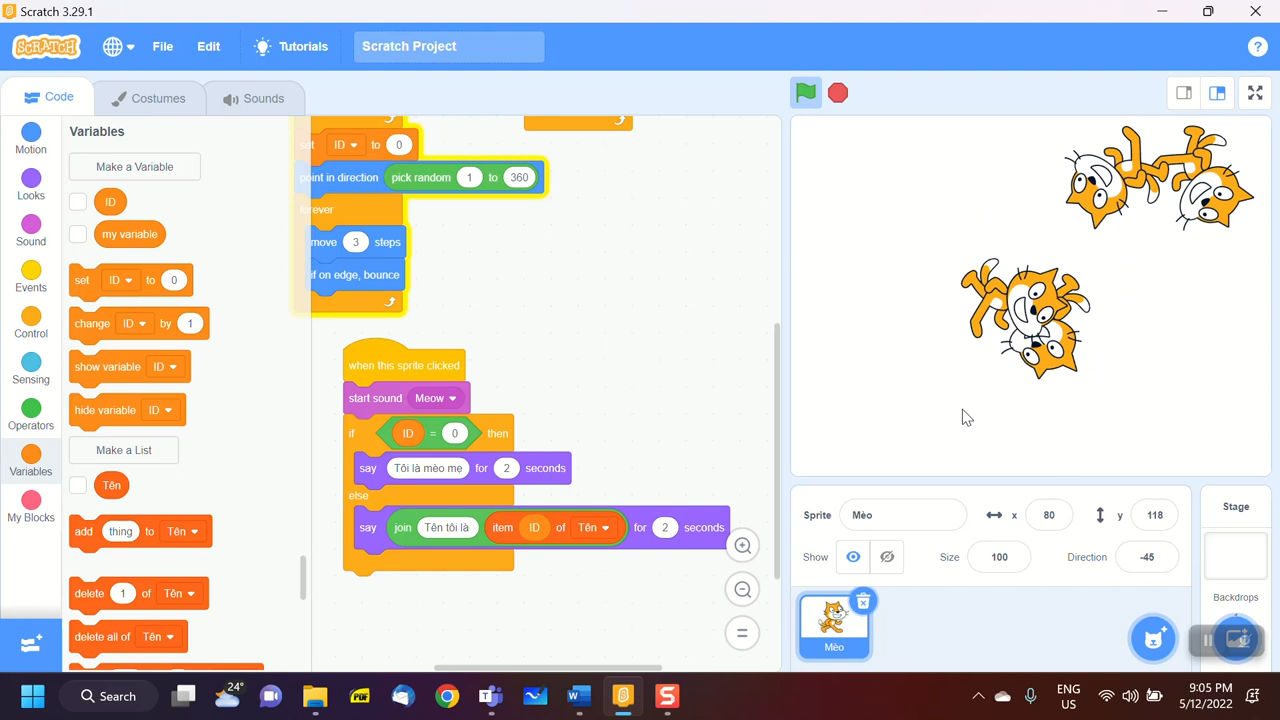 Scratch 3.29.1
SCRATCH File Edit Tutorials Scratch Project ?
Code Costumes Sounds
Motion
Looks
Sound
Events
Control
Sensing
Operators
Variables
My Blocks
Variables
Make a Variable
ID
my variable
set ID to 0
change ID by 1
show variable ID
hide variable ID
Make a List
Tên
add thing to Tên
delete 1 of Tên
delete all of Tên
set ID to 0
point in direction pick random 1 to 360
forever
move 3 steps
if on edge, bounce
when this sprite clicked
start sound Meow
if ID = 0 then
say Tôi là mèo mẹ for 2 seconds
else
say join Tên tôi là item ID of Tên for 2 seconds
Sprite Mèo x 80 y 118
Show Size 100 Direction -45
Mèo
Stage
Backdrops
Search 24° PDF ENG US 9:05 PM 5/12/2022